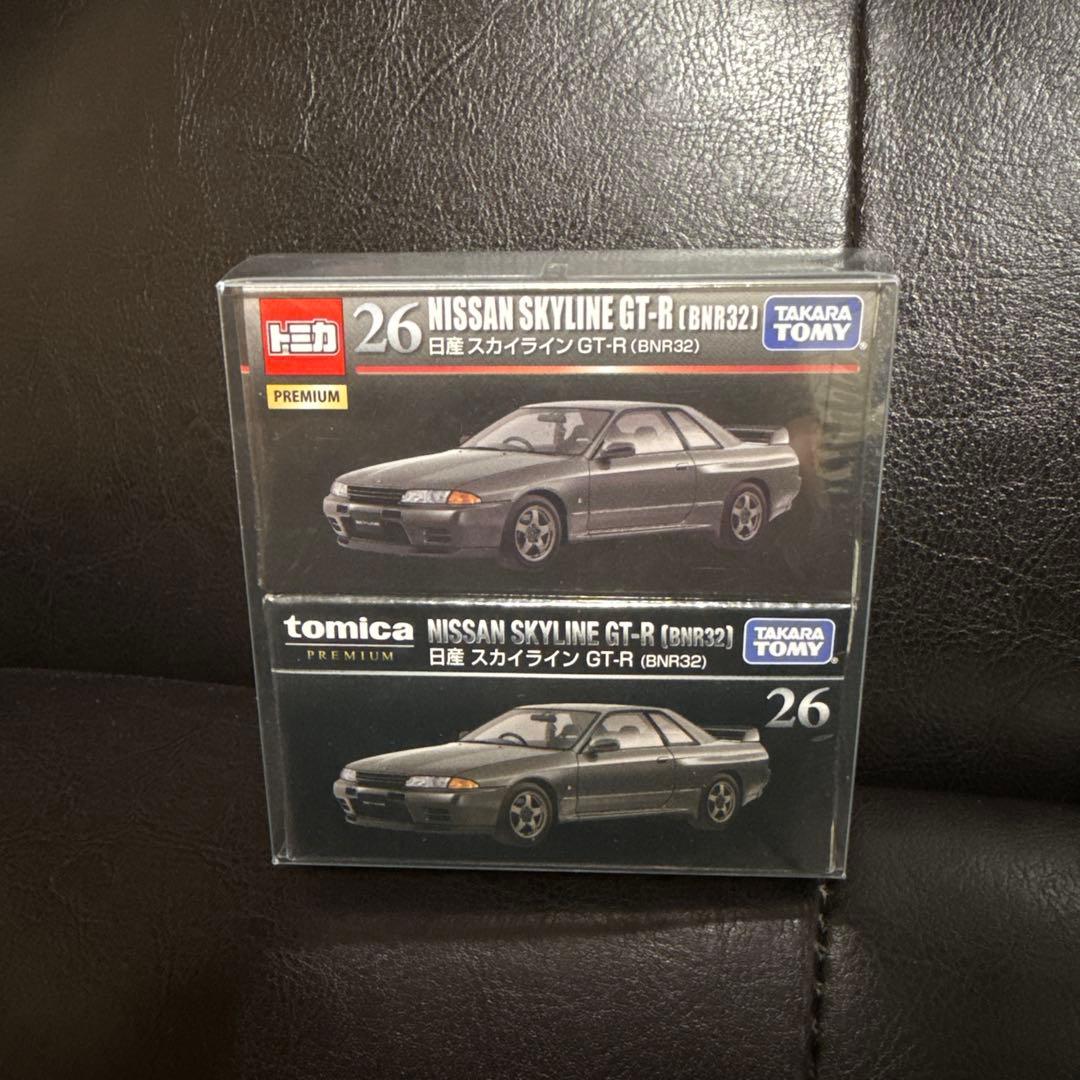 トミカ
26
NISSAN SKYLINE GT-R (BNR32)
日産 スカイライン GT-R (BNR32)
TAKARA
TOMY
PREMIUM
tomica
PREMIUM
NISSAN SKYLINE GT-R (BNR32)
日産 スカイライン GT-R (BNR32)
TAKARA
TOMY
26